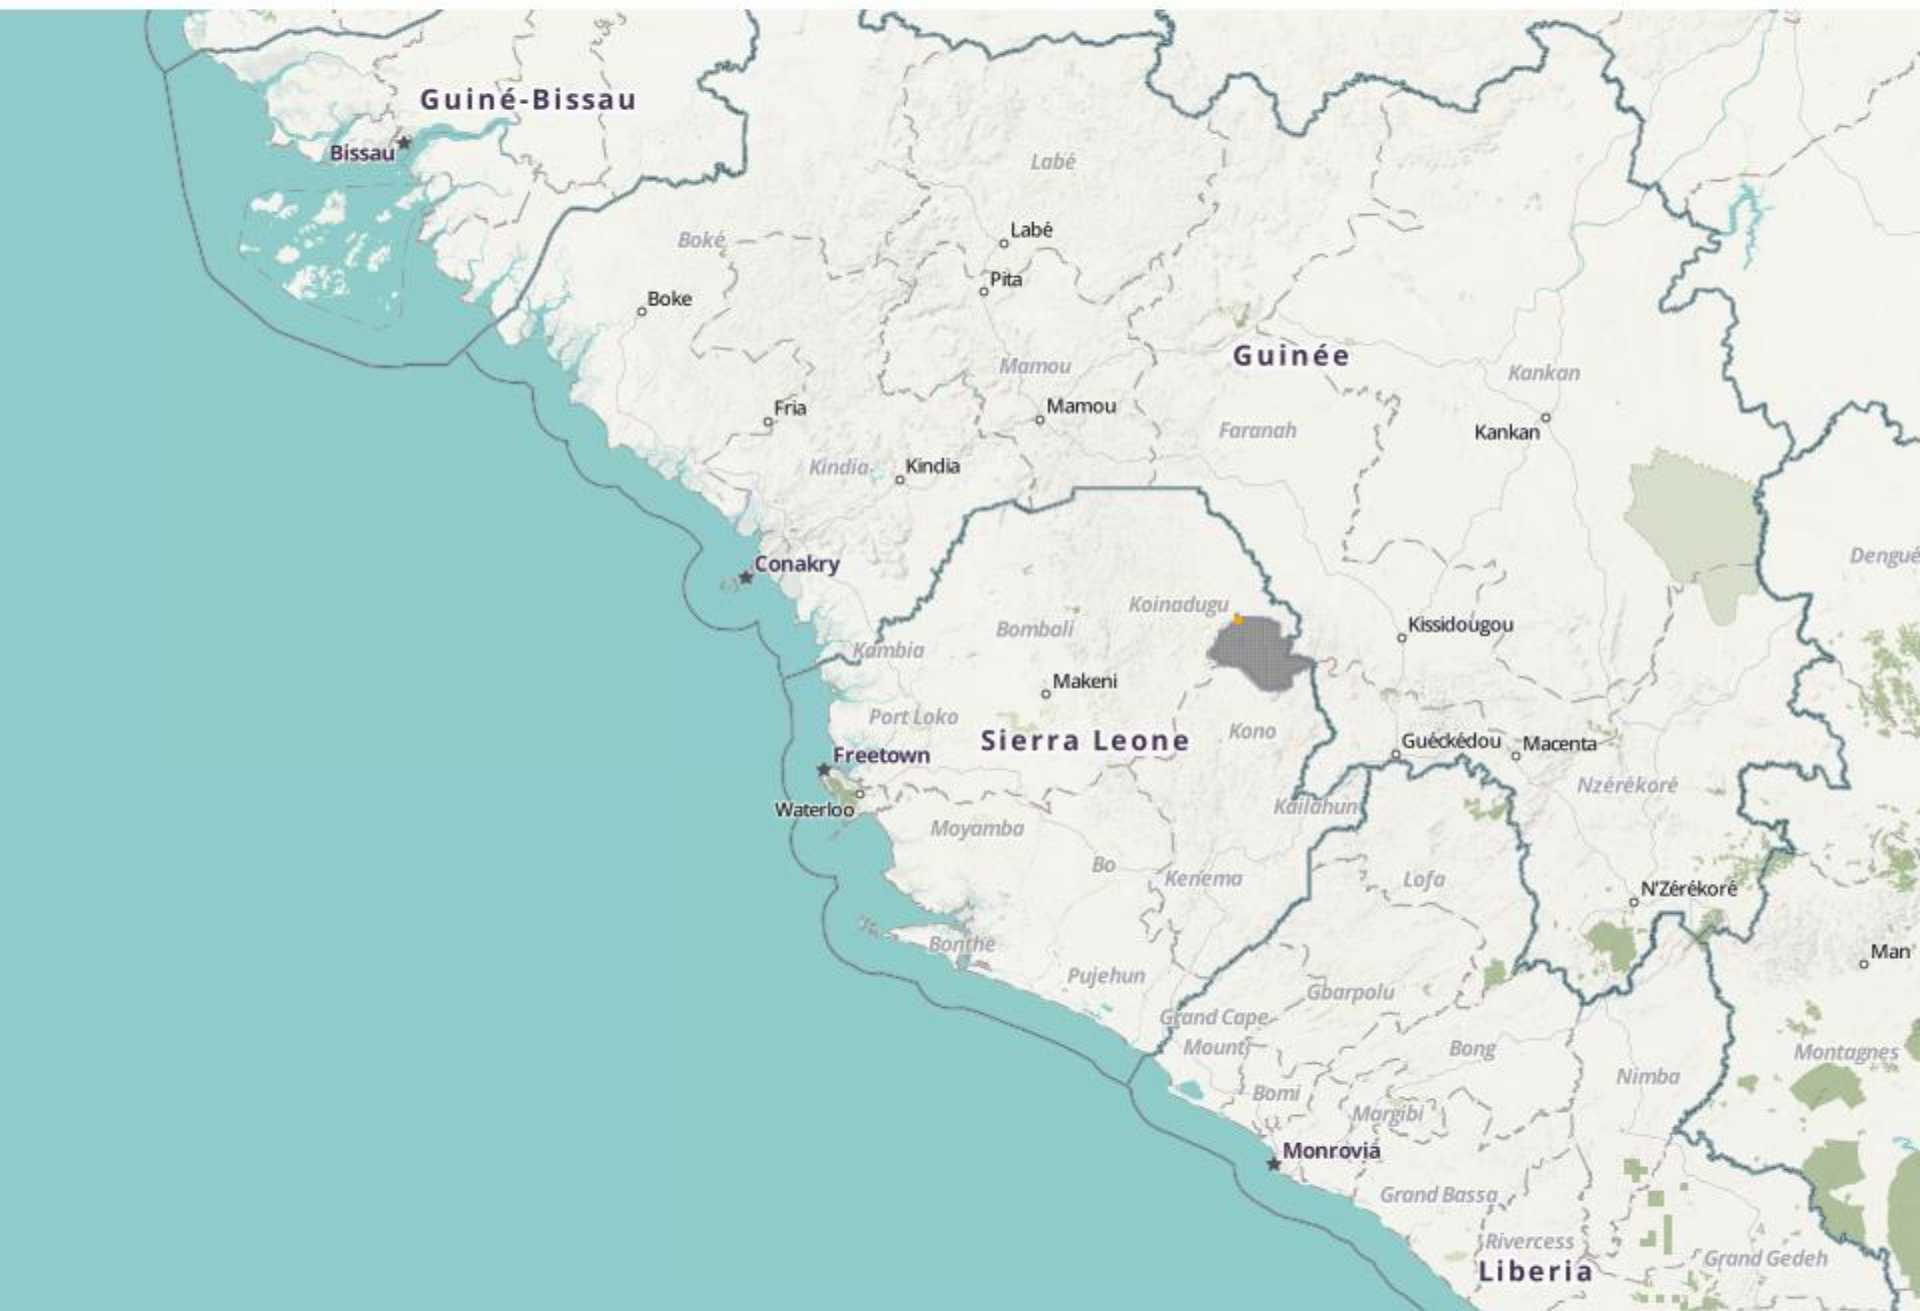 Guiné-Bissau
Bissau
Labé
Labé
Boké
Pita
Boke
Guinée
Mamou
Kankan
Fria
Mamou
Faranah
Kankan
Kindia
Kindia
Conakry
Dengué
Koinadugu
Kissidougou
Bombali
Kambia
Makeni
Port Loko
Kono
Sierra Leone
Guéckédou
Macenta
Freetown
Nzérékoré
Waterloo
Kailahun
Moyamba
Bo
Kenema
Lofa
N'Zérékoré
Bonthe
Man
Pujehun
Gbarpolu
Grand Cape
Mount
Bong
Montagnes
Nimba
Bomi
Margibi
Monrovia
Grand Bassa
Rivercess
Grand Gedeh
Liberia